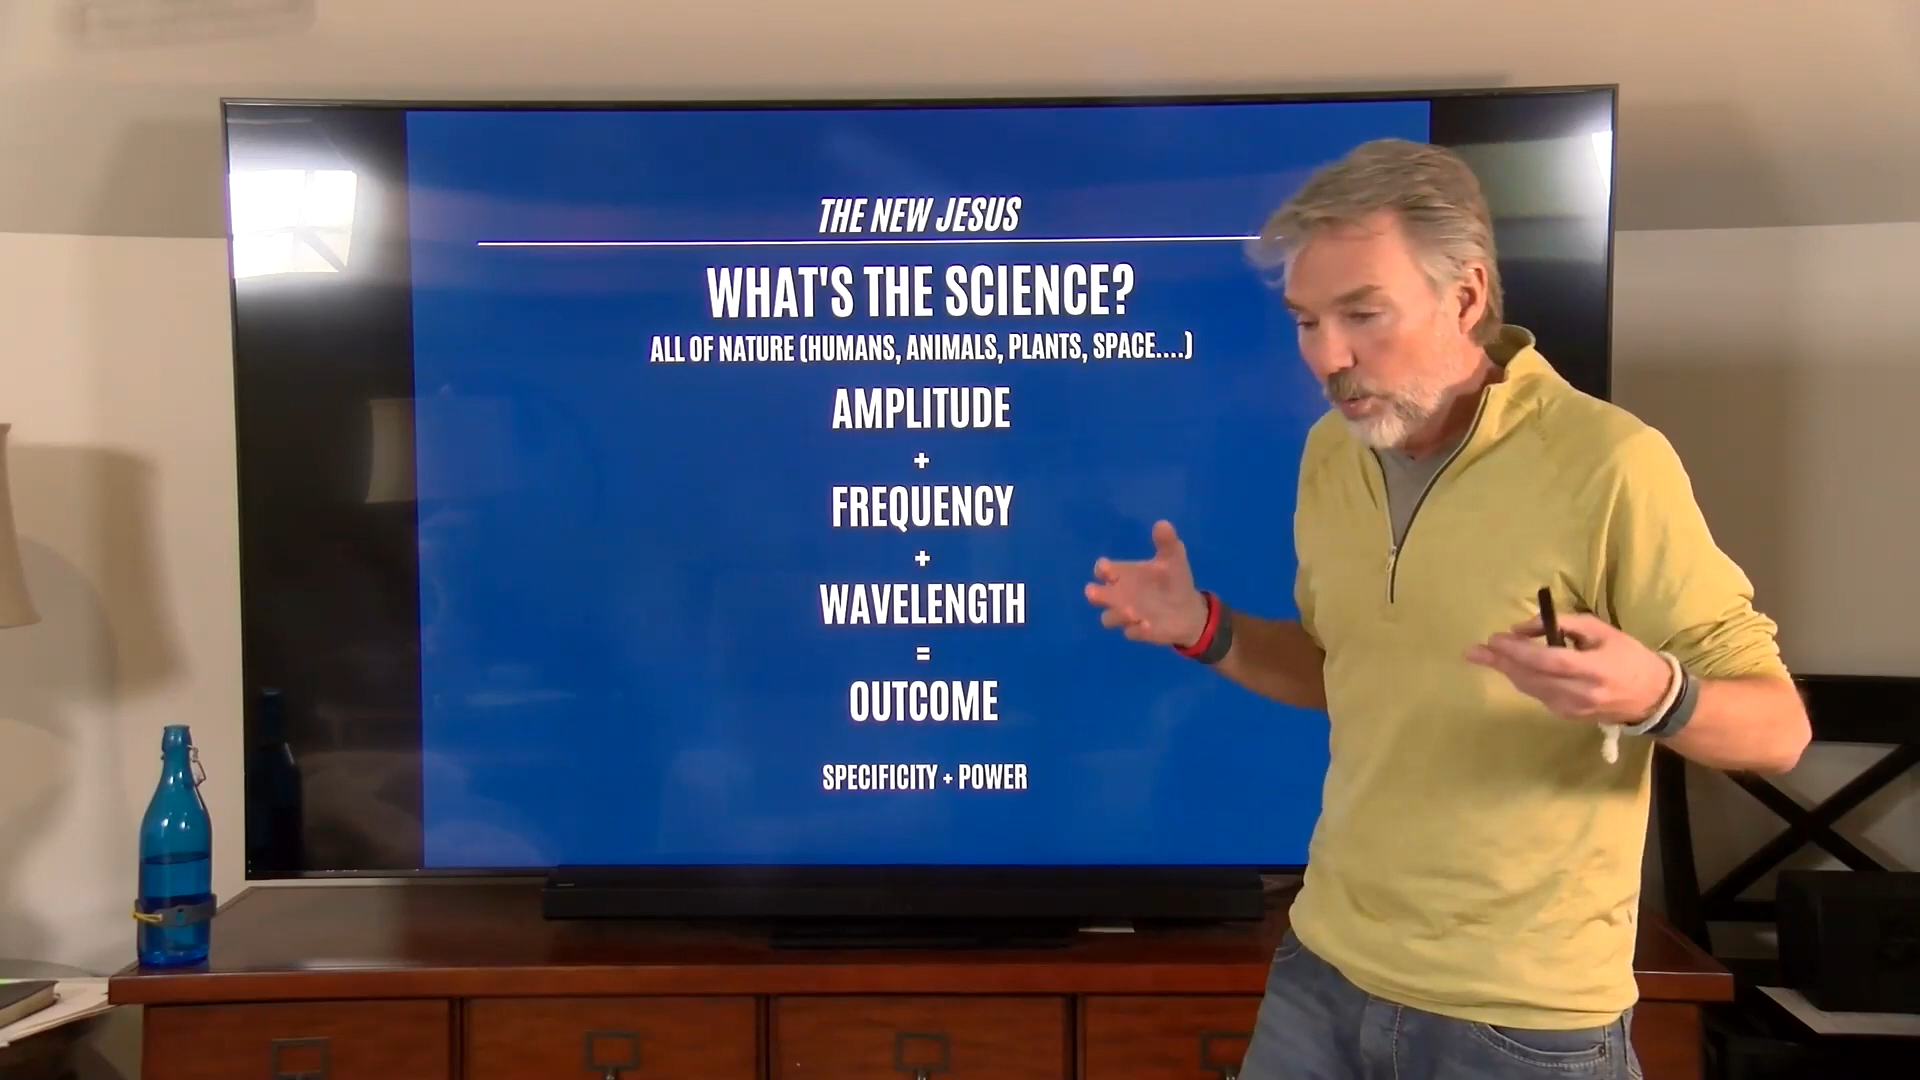 THE NEW JESUS
WHAT'S THE SCIENCE?
ALL OF NATURE (HUMANS, ANIMALS, PLANTS, SPACE....)
AMPLITUDE
+
FREQUENCY
+
WAVELENGTH
=
OUTCOME
SPECIFICITY + POWER